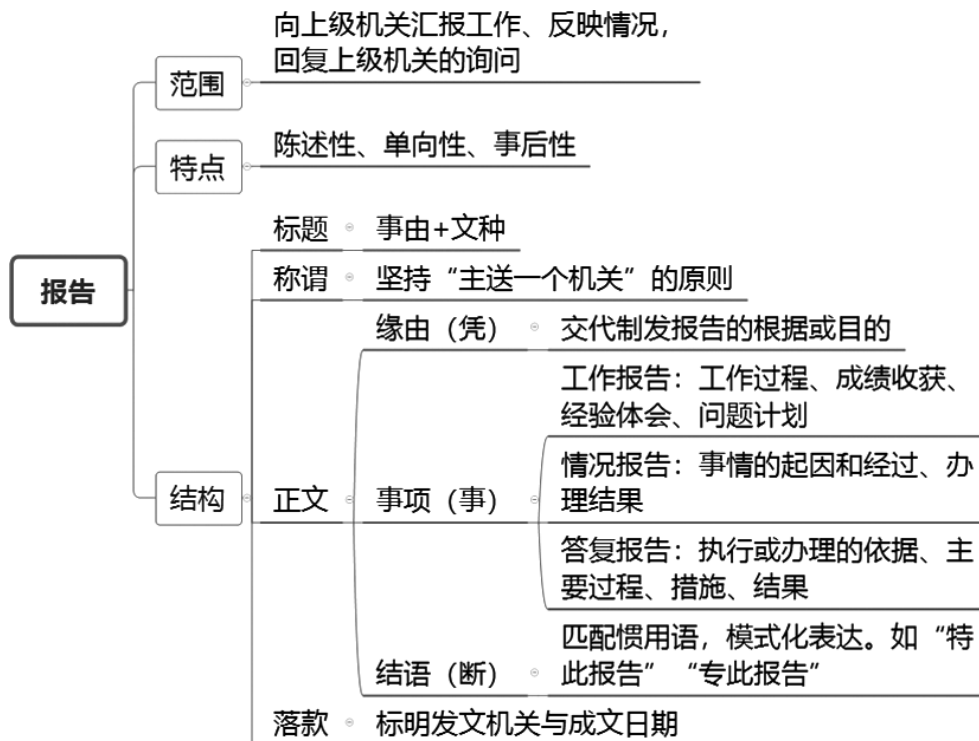 报告
范围
向上级机关汇报工作、反映情况，
回复上级机关的询问
特点
陈述性、单向性、事后性
结构
标题
事由+文种
称谓
坚持“主送一个机关”的原则
正文
缘由（凭）
交代制发报告的根据或目的
事项（事）
工作报告：工作过程、成绩收获、
经验体会、问题计划
情况报告：事情的起因和经过、办
理结果
答复报告：执行或办理的依据、主
要过程、措施、结果
结语（断）
匹配惯用语，模式化表达。如“特
此报告”“专此报告”
落款
标明发文机关与成文日期